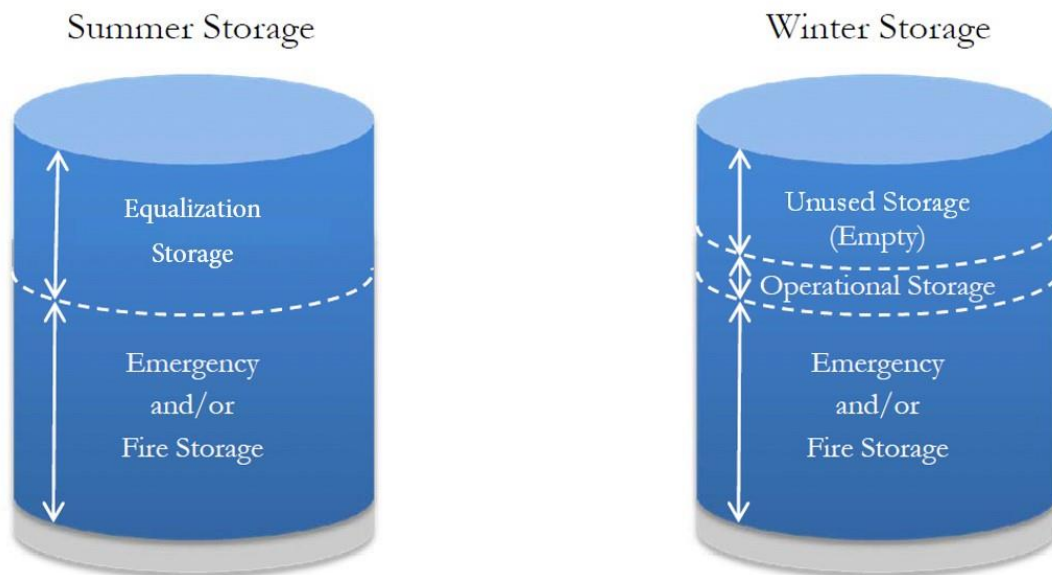 Summer Storage
Equalization
Storage
Emergency
and/or
Fire Storage
Winter Storage
Unused Storage
(Empty)
Operational Storage
Emergency
and/or
Fire Storage